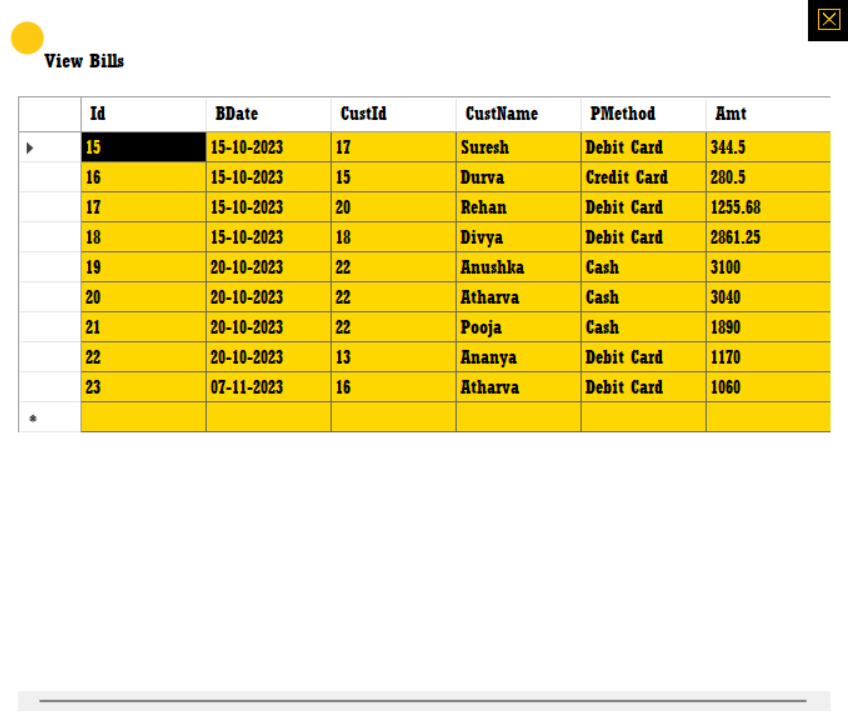 View Bills
Id BDate CustId CustName PMethod Amt
15 15-10-2023 17 Suresh Debit Card 344.5
16 15-10-2023 15 Durva Credit Card 280.5
17 15-10-2023 20 Rehan Debit Card 1255.68
18 15-10-2023 18 Divya Debit Card 2861.25
19 20-10-2023 22 Anushka Cash 3100
20 20-10-2023 22 Atharva Cash 3040
21 20-10-2023 22 Pooja Cash 1890
22 20-10-2023 13 Ananya Debit Card 1170
23 07-11-2023 16 Atharva Debit Card 1060